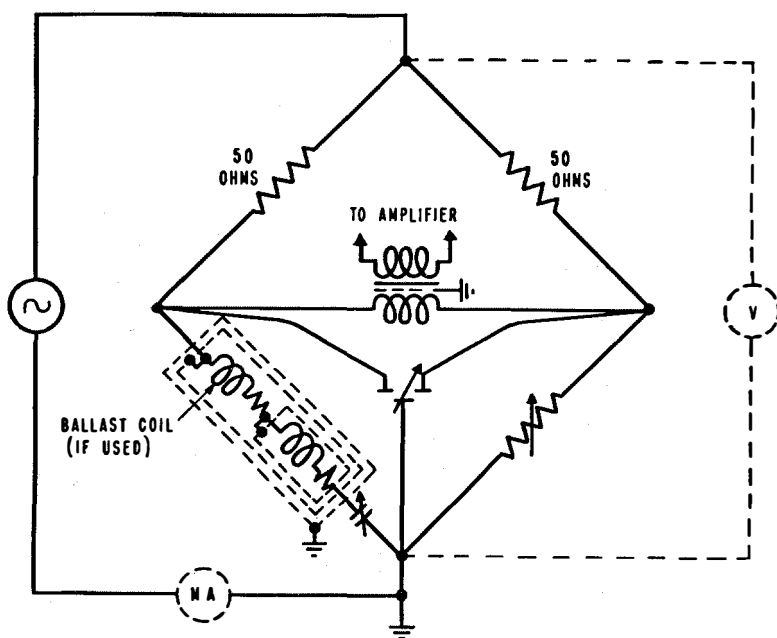 50
OHMS
50
OHMS
TO AMPLIFIER
V
BALLAST COIL
(IF USED)
MA